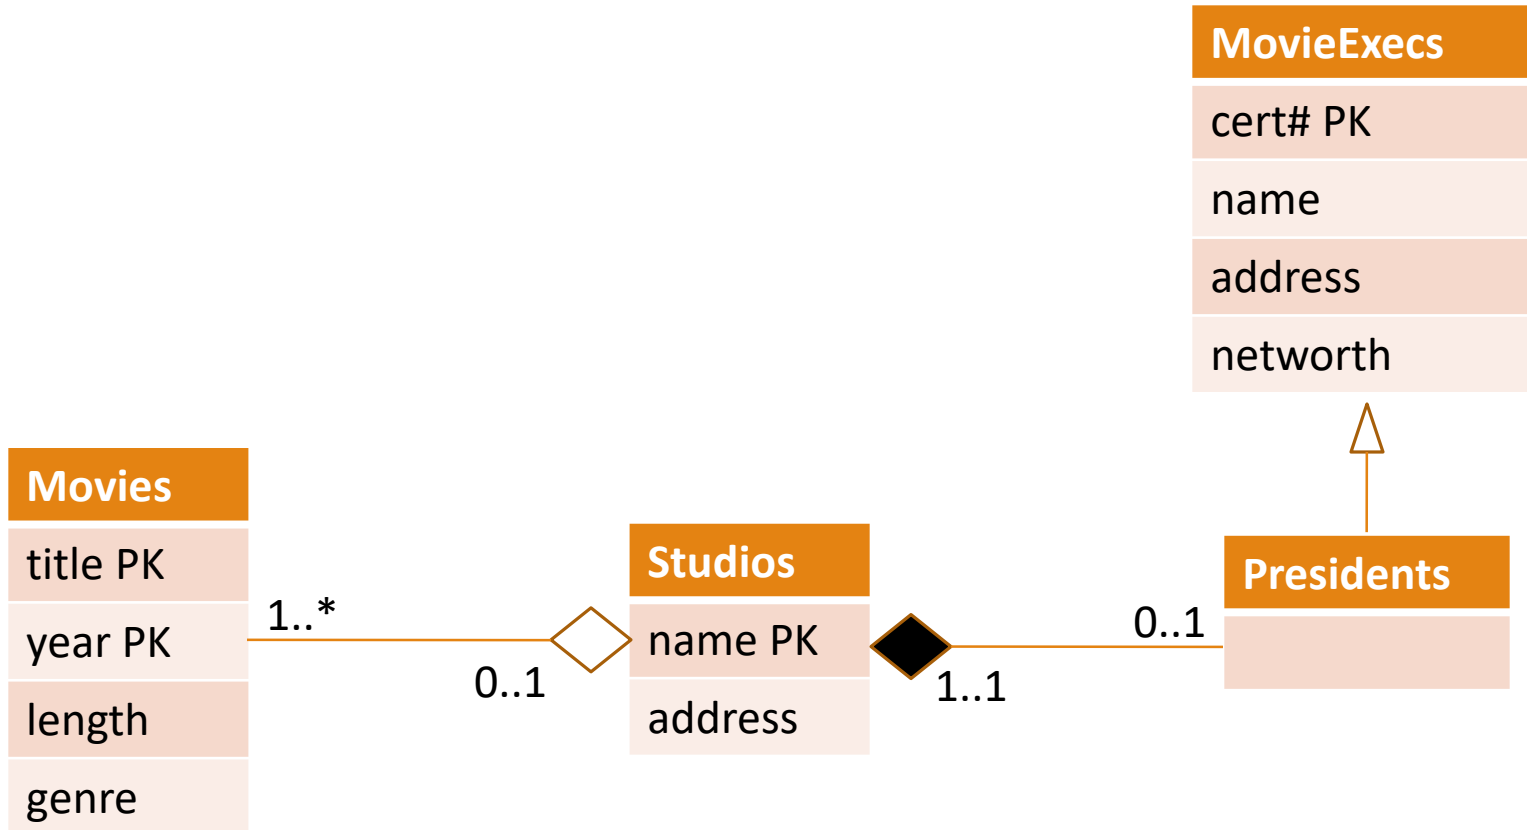 MovieExecs
cert# PK
name
address
networth
Movies
title PK
year PK
length
genre
1..*
0..1
Studios
name PK
address
1..1
0..1
Presidents